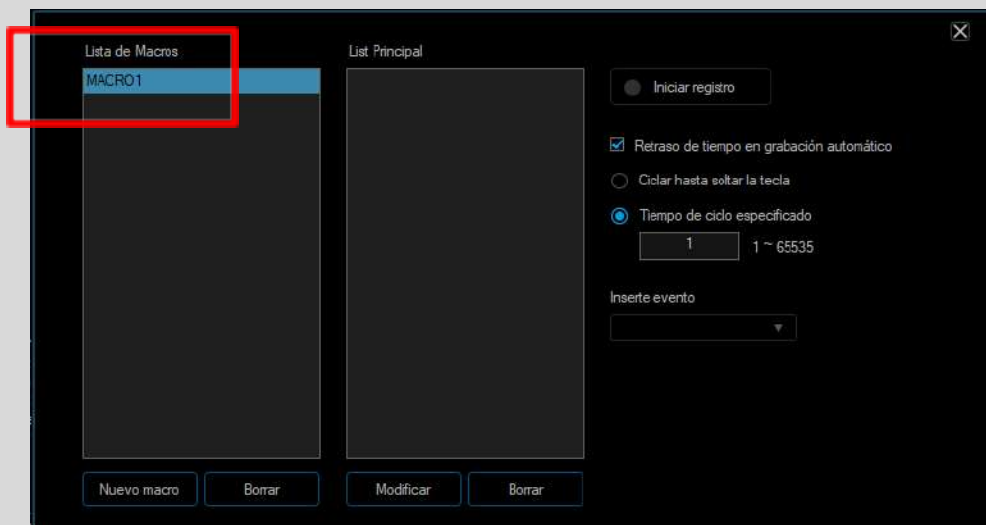 Lista de Macros
MACRO1
Nuevo macro Borrar
List Principal
Modificar Borrar
Iniciar registro
Retraso de tiempo en grabación automático
Ciclar hasta soltar la tecla
Tiempo de ciclo especificado
1 1 ~ 65535
Inserte evento